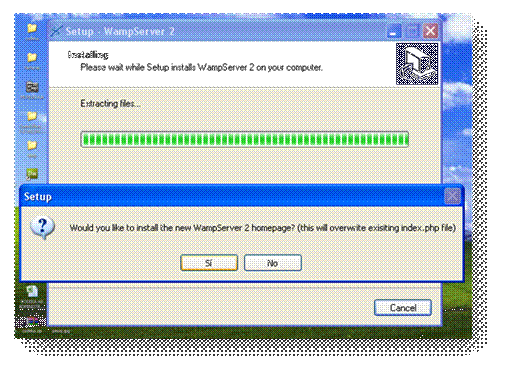 Setup - WampServer 2
Installing
Please wait while Setup installs WampServer 2 on your computer.
Extracting files...
Setup
Would you like to install the new WampServer 2 homepage? (this will overwrite exisiting index.php file)
Sí
No
Cancel